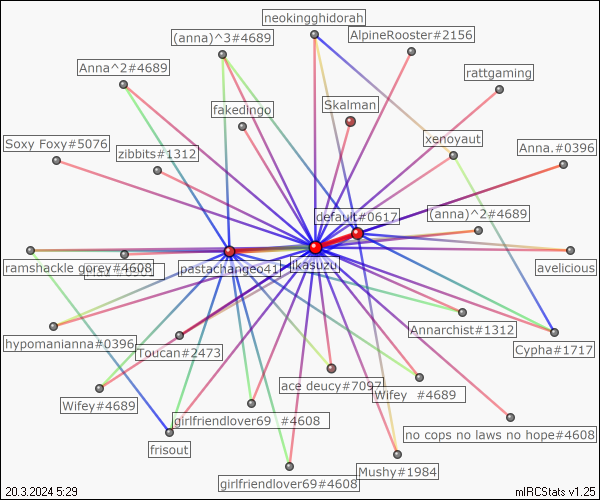 neokingghidorah
(anna)^3#4689
AlpineRooster#2156
Anna^2#4689
rattgaming
fakedingo
Skalman
Soxy Foxy#5076
zibbits#1312
xenoyaut
Anna.#0396
default#0617
(anna)^2#4689
ramshackle gorey#4608
pastachangeo41
ikasuzu
avelicious
hypomanianna#0396
Toucan#2473
Annarchist#1312
Cypha#1717
ace deucy#7097
Wifey #4689
Wifey#4689
girlfriendlover69 #4608
no cops no laws no hope#4608
frisout
girlfriendlover69#4608
Mushy#1984
20.3.2024 5:29
mIRCStats v1.25